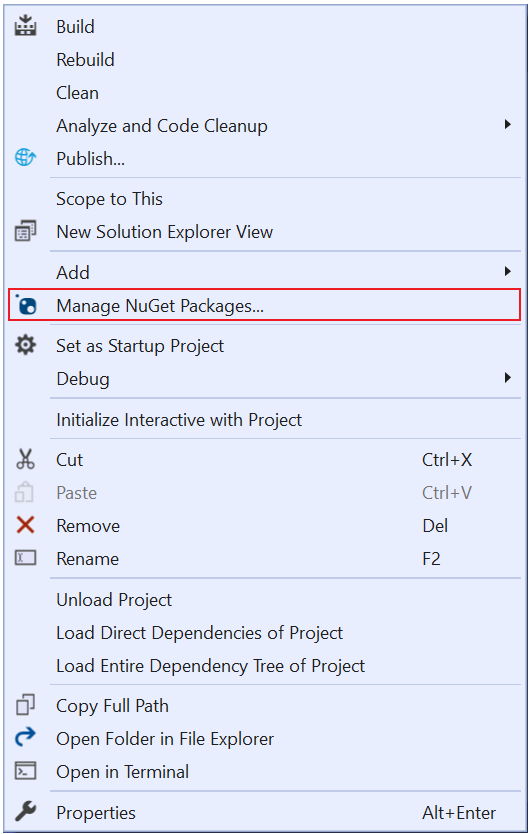 Build
Rebuild
Clean
Analyze and Code Cleanup
Publish...
Scope to This
New Solution Explorer View
Add
Manage NuGet Packages...
Set as Startup Project
Debug
Initialize Interactive with Project
Cut Ctrl+X
Paste Ctrl+V
Remove Del
Rename F2
Unload Project
Load Direct Dependencies of Project
Load Entire Dependency Tree of Project
Copy Full Path
Open Folder in File Explorer
Open in Terminal
Properties Alt+Enter